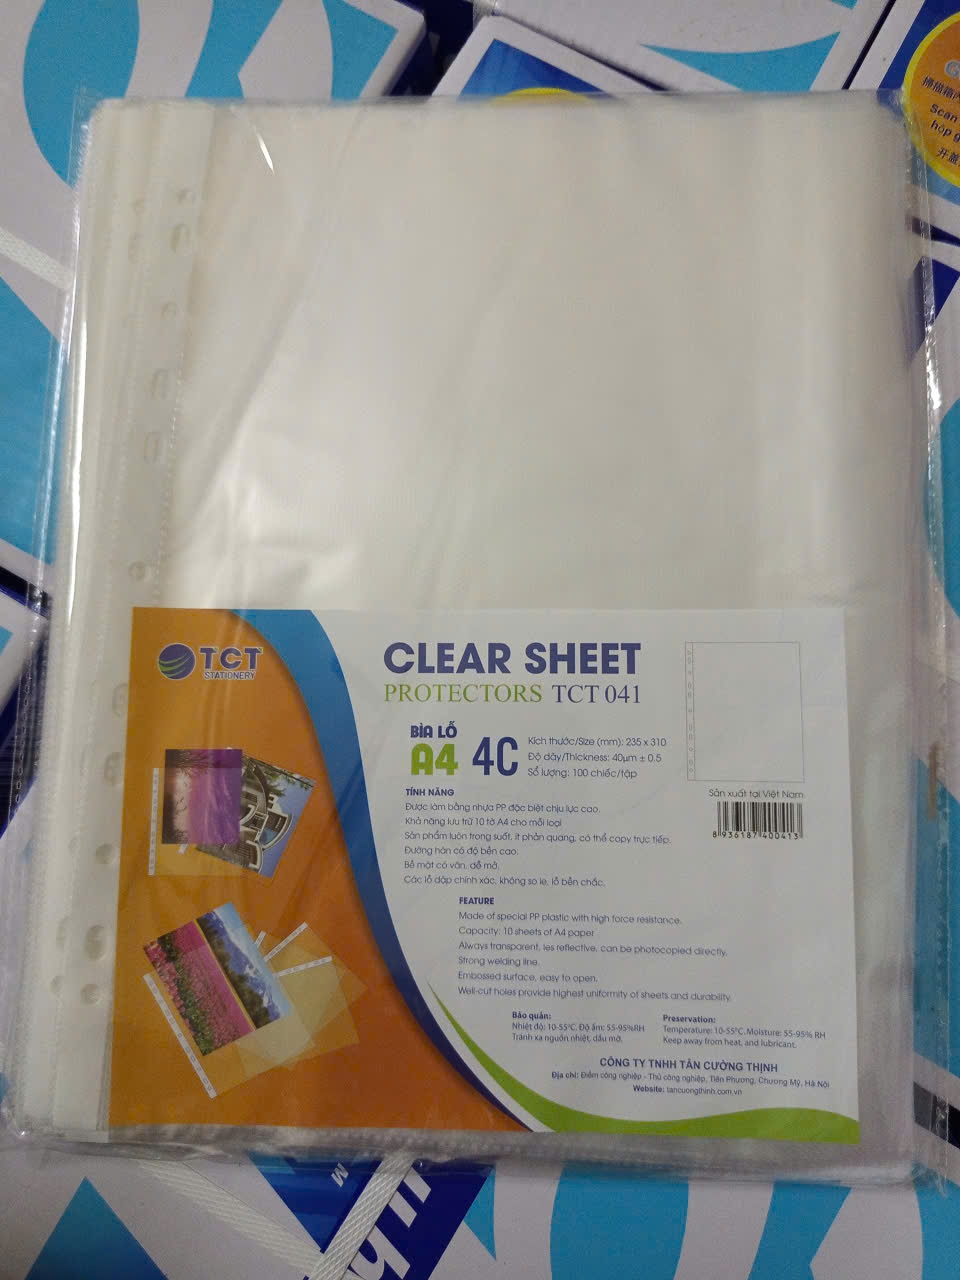 掃描箱
Scan
hộp g
TCT
STATIONERY
CLEAR SHEET
PROTECTORS TCT 041
BÌA LỖ
A4 4C
Kích thước/Size (mm): 235 x 310
Độ dày/Thickness: 40µm ± 0.5
Số lượng: 100 chiếc/tập
Sản xuất tại Việt Nam
8 936187 400413
TÍNH NĂNG
Được làm bằng nhựa PP đặc biệt chịu lực cao.
Khả năng lưu trữ 10 tờ A4 cho mỗi loại
Sản phẩm luôn trong suốt, ít phản quang, có thể copy trực tiếp.
Đường hàn có độ bền cao.
Bề mặt có vân, dễ mở.
Các lỗ dập chính xác, không so le, lỗ bền chắc.
FEATURE
Made of special PP plastic with high force resistance.
Capacity: 10 sheets of A4 paper
Always transparent, les reflective, can be photocopied directly.
Strong welding line.
Embossed surface, easy to open.
Well-cut holes provide highest uniformity of sheets and durability.
Bảo quản:
Nhiệt độ: 10-55°C. Độ ẩm: 55-95%RH
Tránh xa nguồn nhiệt, dầu mỡ.
Preservation:
Temperature: 10-55°C. Moisture: 55-95% RH
Keep away from heat, and lubricant.
CÔNG TY TNHH TÂN CƯỜNG THỊNH
Địa chỉ: Điểm công nghiệp - Thủ công nghiệp, Tiên Phương, Chương Mỹ, Hà Nội
Website: tancuongthinh.com.vn
M